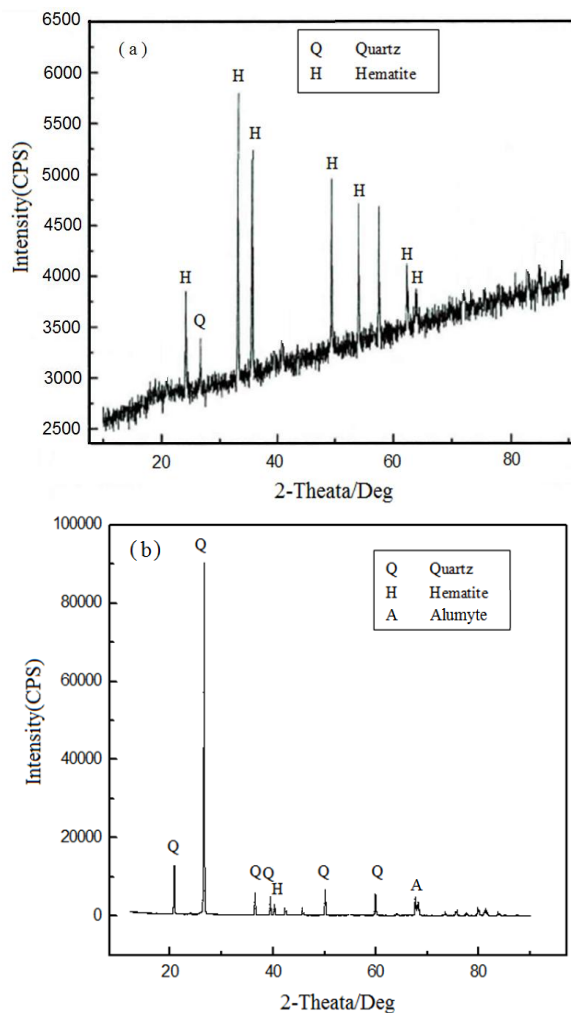 (a)
Q Quartz
H Hematite
6500
6000
5500
5000
4500
4000
3500
3000
2500
Intensity(CPS)
H
Q
H
H
H
H
H
H
20 40 60 80
2-Theata/Deg
(b)
Q Quartz
H Hematite
A Alumyte
100000
80000
60000
40000
20000
0
Intensity(CPS)
Q
Q
Q
Q
H
Q
Q
A
20 40 60 80
2-Theata/Deg